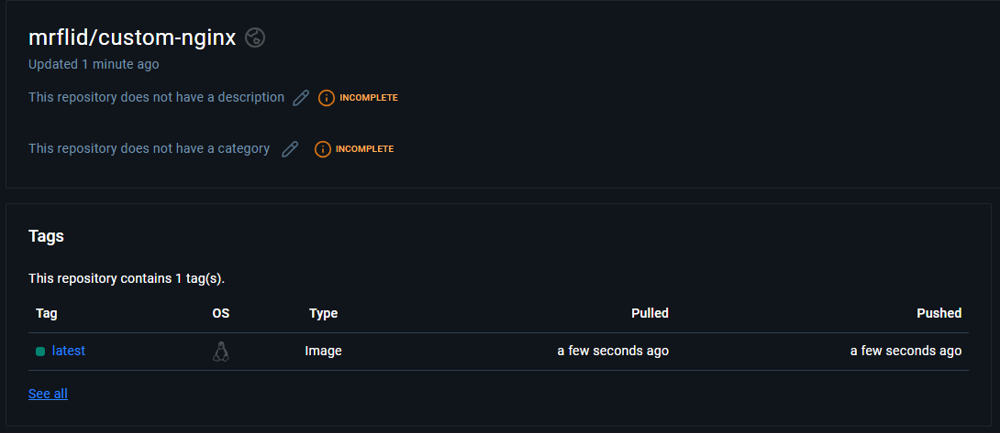 mrflid/custom-nginx
Updated 1 minute ago
This repository does not have a description INCOMPLETE
This repository does not have a category INCOMPLETE
Tags
This repository contains 1 tag(s).
Tag OS Type Pulled Pushed
latest Image a few seconds ago a few seconds ago
See all